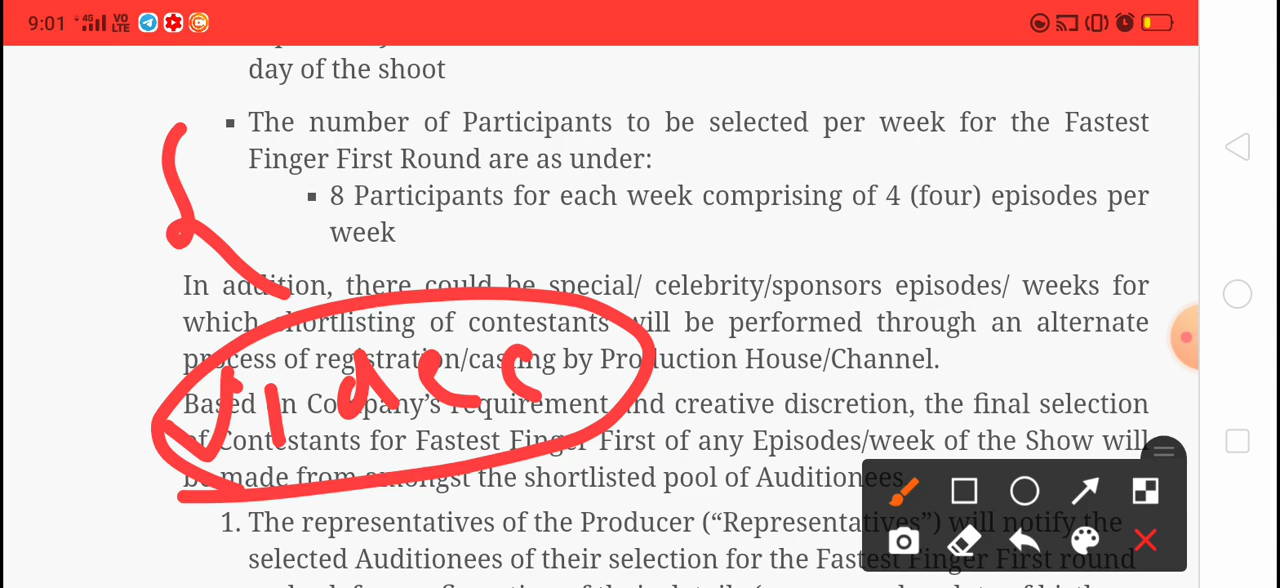 9:01 4G VO LTE
day of the shoot
▪ The number of Participants to be selected per week for the Fastest
Finger First Round are as under:
▪ 8 Participants for each week comprising of 4 (four) episodes per
week
In addition, there could be special/ celebrity/sponsors episodes/ weeks for
which shortlisting of contestants will be performed through an alternate
process of registration/casting by Production House/Channel.
Based on Company’s requirement and creative discretion, the final selection
of Contestants for Fastest Finger First of any Episodes/week of the Show will
be made from amongst the shortlisted pool of Auditionees.
1. The representatives of the Producer (“Representatives”) will notify the
selected Auditionees of their selection for the Fastest Finger First round